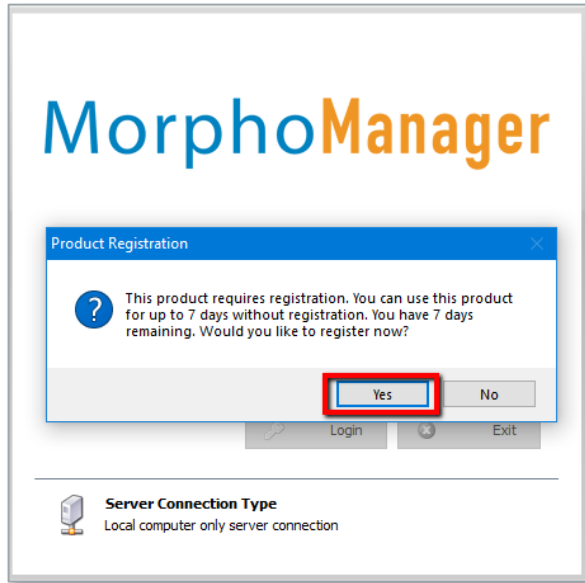 MorphoManager
Product Registration
This product requires registration. You can use this product
for up to 7 days without registration. You have 7 days
remaining. Would you like to register now?
Yes No
Login Exit
Server Connection Type
Local computer only server connection